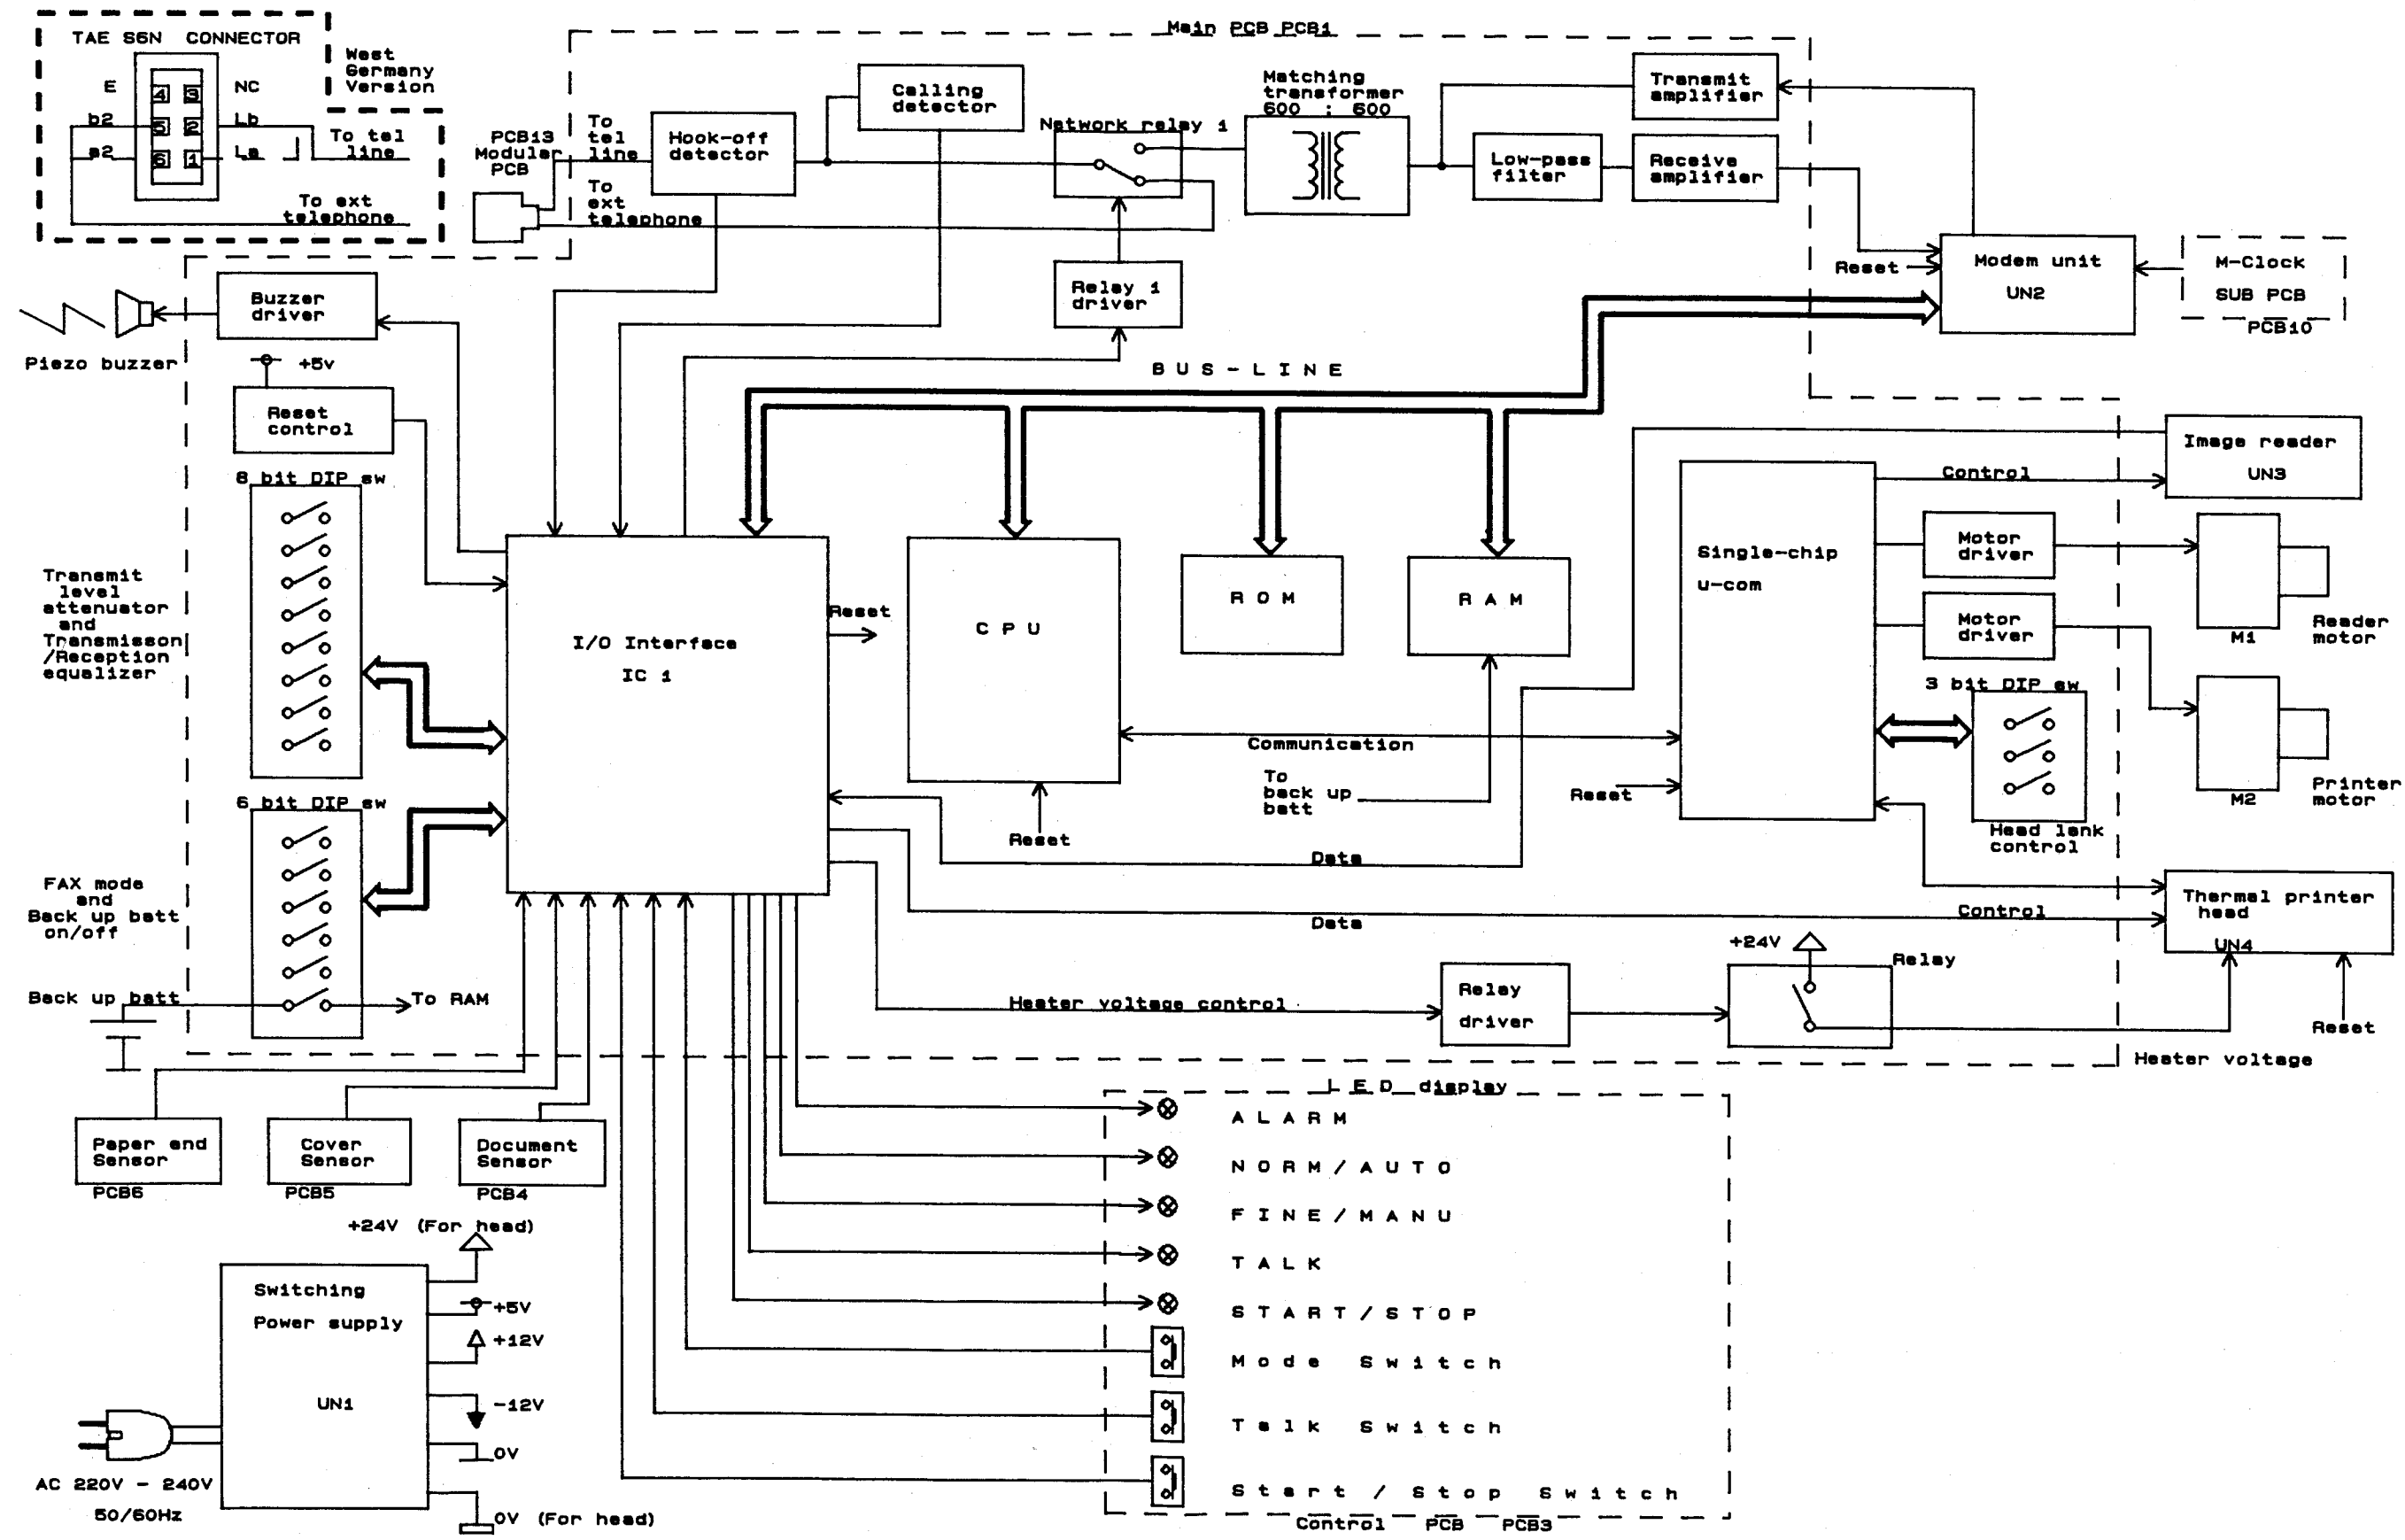 Main PCB PCB1
TAE S6N CONNECTOR
West
Germany
Version
E
4
3
NC
b2
5
2
Lb
a2
6
1
La
To tel
line
To ext
telephone
PCB13
Modular
PCB
To
tel
line
To
ext
telephone
Hook-off
detector
Calling
detector
Network relay 1
Matching
transformer
600 : 600
Transmit
amplifier
Low-pass
filter
Receive
amplifier
Relay 1
driver
Reset
Modem unit
UN2
M-Clock
SUB PCB
PCB10
Buzzer
driver
Piezo buzzer
+5v
Reset
control
BUS-LINE
8 bit DIP sw
Transmit
level
attenuator
and
Transmisson
/Reception
equalizer
I/O Interface
IC 1
Reset
C P U
R O M
R A M
Single-chip
u-com
Control
Image reader
UN3
Motor
driver
Motor
driver
M1
Reader
motor
3 bit DIP sw
M2
Printer
motor
Head lank
control
Communication
To
back up
batt
Reset
Reset
Data
6 bit DIP sw
FAX mode
and
Back up batt
on/off
Back up batt
To RAM
Control
Data
Thermal printer
head
UN4
+24V
Relay
Heater voltage control
Relay
driver
Reset
Heater voltage
Paper end
Sensor
PCB6
Cover
Sensor
PCB5
Document
Sensor
PCB4
L E D display
ALARM
NORM/AUTO
FINE/MANU
TALK
START/STOP
Mode Switch
Talk Switch
Start / Stop Switch
Control PCB PCB3
+24V (For head)
Switching
Power supply
UN1
+5V
+12V
-12V
0V
0V (For head)
AC 220V - 240V
50/60Hz